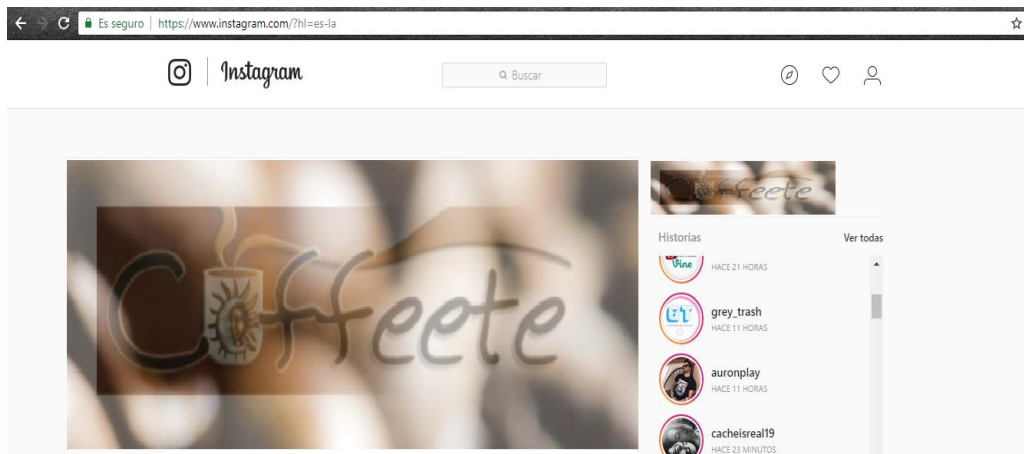 Es seguro | https://www.instagram.com/?hl=es-la
Instagram
Buscar
Coffeete
Coffeete
Historias Ver todas
Vine
HACE 21 HORAS
GT
grey_trash
HACE 11 HORAS
auronplay
HACE 11 HORAS
cacheisreal19
HACE 23 MINUTOS